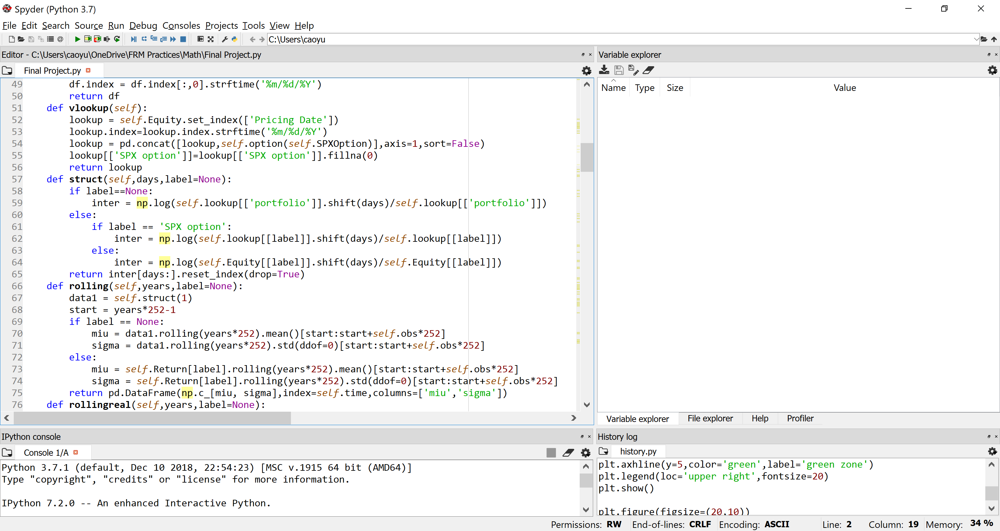 Spyder (Python 3.7)
File Edit Search Source Run Debug Consoles Projects Tools View Help
C:\Users\caoyu
Editor - C:\Users\caoyu\OneDrive\FRM Practices\Math\Final Project.py
Final Project.py
49 df.index = df.index[:,0].strftime('%m/%d/%Y')
50 return df
51 def vlookup(self):
52 lookup = self.Equity.set_index(['Pricing Date'])
53 lookup.index=lookup.index.strftime('%m/%d/%Y')
54 lookup = pd.concat([lookup,self.option(self.SPXOption)],axis=1,sort=False)
55 lookup[['SPX option']]=lookup[['SPX option']].fillna(0)
56 return lookup
57 def struct(self,days,label=None):
58 if label==None:
59 inter = np.log(self.lookup[['portfolio']].shift(days)/self.lookup[['portfolio']])
60 else:
61 if label == 'SPX option':
62 inter = np.log(self.lookup[[label]].shift(days)/self.lookup[[label]])
63 else:
64 inter = np.log(self.Equity[[label]].shift(days)/self.Equity[[label]])
65 return inter[days:].reset_index(drop=True)
66 def rolling(self,years,label=None):
67 data1 = self.struct(1)
68 start = years*252-1
69 if label == None:
70 miu = data1.rolling(years*252).mean()[start:start+self.obs*252]
71 sigma = data1.rolling(years*252).std(ddof=0)[start:start+self.obs*252]
72 else:
73 miu = self.Return[label].rolling(years*252).mean()[start:start+self.obs*252]
74 sigma = self.Return[label].rolling(years*252).std(ddof=0)[start:start+self.obs*252]
75 return pd.DataFrame(np.c_[miu, sigma],index=self.time,columns=['miu','sigma'])
76 def rollingreal(self,years,label=None):
Variable explorer
Name Type Size Value
Variable explorer File explorer Help Profiler
IPython console
Console 1/A
Python 3.7.1 (default, Dec 10 2018, 22:54:23) [MSC v.1915 64 bit (AMD64)]
Type "copyright", "credits" or "license" for more information.
IPython 7.2.0 -- An enhanced Interactive Python.
History log
history.py
plt.axhline(y=5,color='green',label='green zone')
plt.legend(loc='upper right',fontsize=20)
plt.show()
plt.figure(figsize=(20,10))
Permissions: RW End-of-lines: CRLF Encoding: ASCII Line: 2 Column: 19 Memory: 34 %